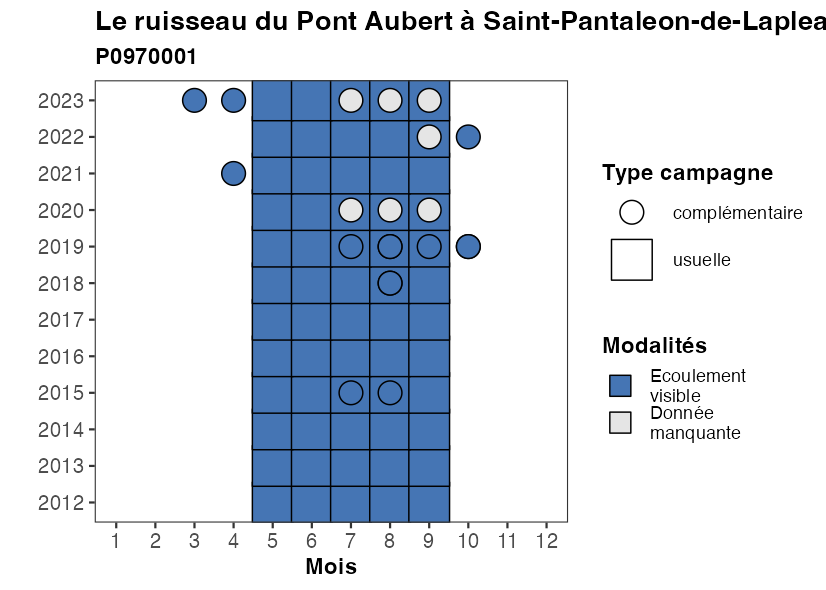 Le ruisseau du Pont Aubert à Saint-Pantaleon-de-Laplea
P0970001
2023
2022
2021
2020
2019
2018
2017
2016
2015
2014
2013
2012
1 2 3 4 5 6 7 8 9 10 11 12
Mois
Type campagne
complémentaire
usuelle
Modalités
Ecoulement
visible
Donnée
manquante